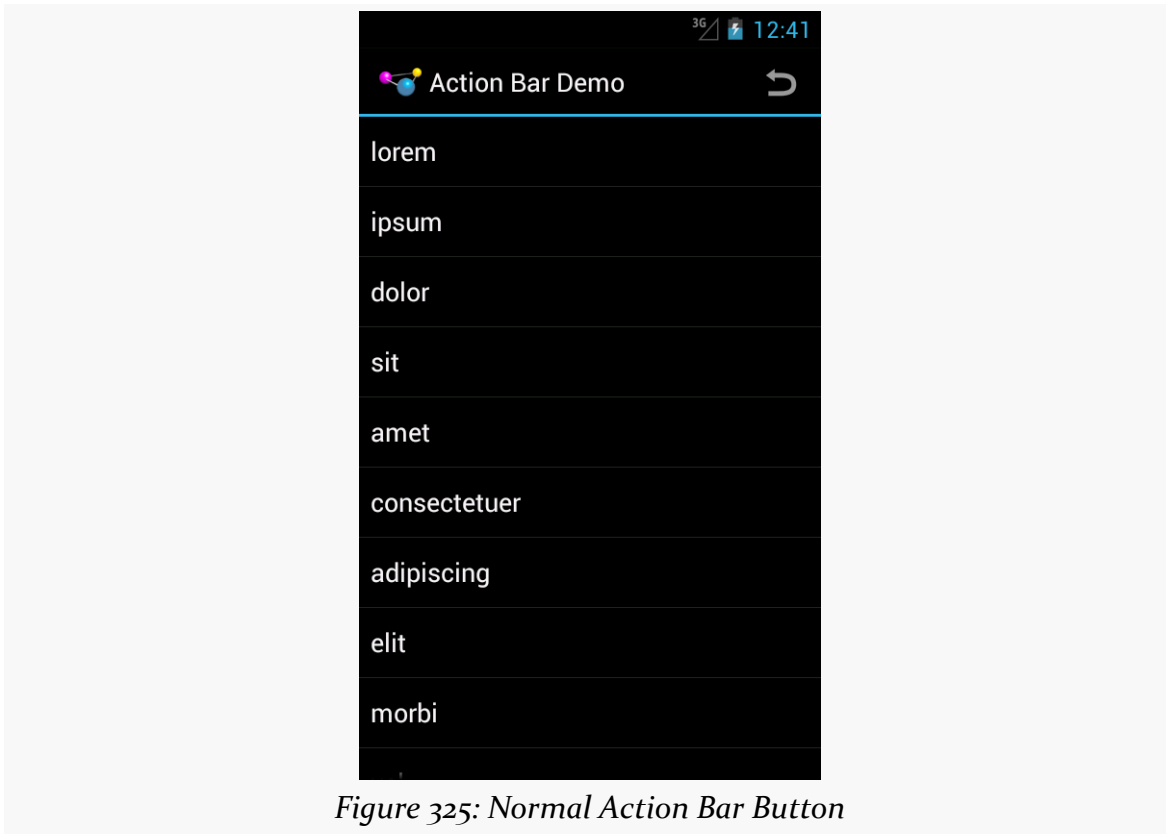 3G 12:41
Action Bar Demo
lorem
ipsum
dolor
sit
amet
consectetuer
adipiscing
elit
morbi
Figure 325: Normal Action Bar Button